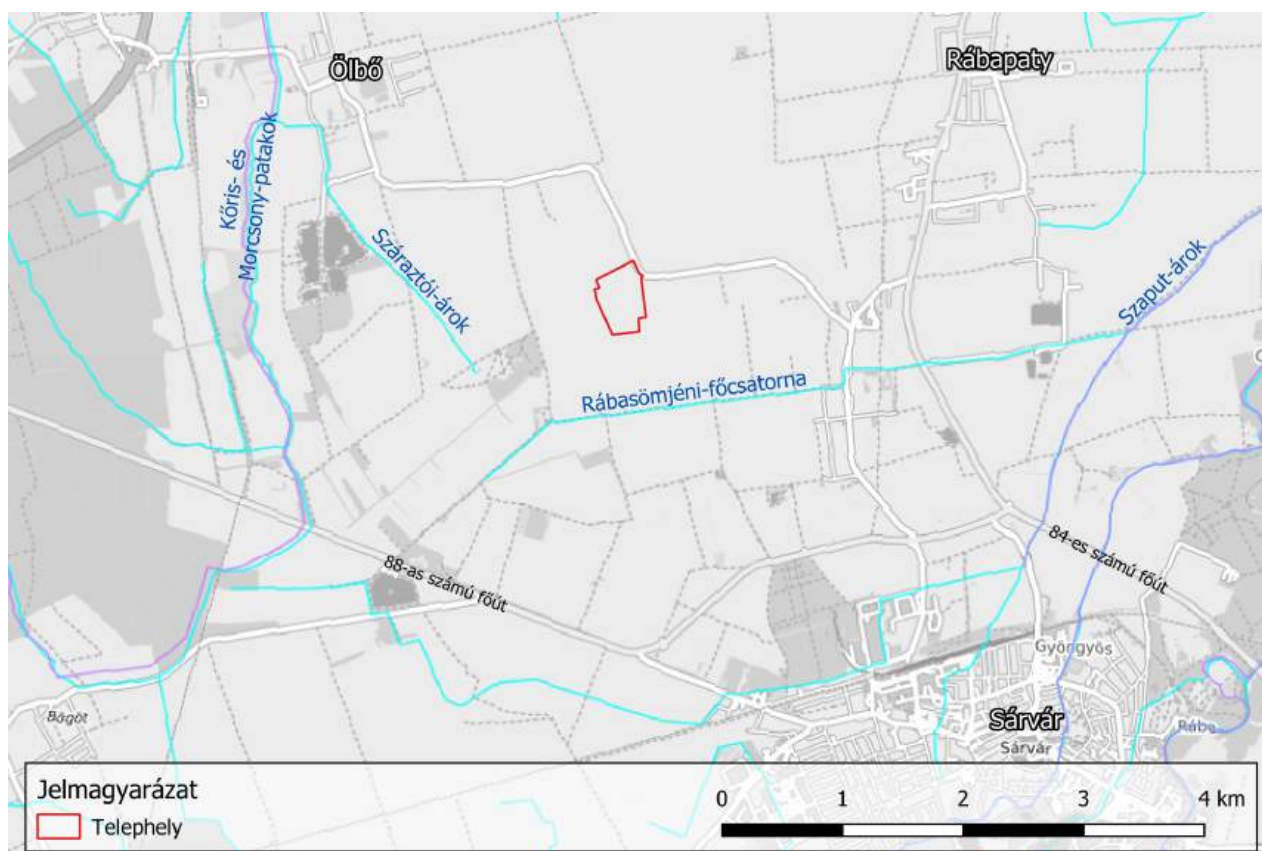 Ölbő
Rábapaty
Kőris- és
Morcsony-patakok
Száraztói-árok
Szaput-árok
Rábasömjéni-főcsatorna
88-as számú főút
84-es számú főút
Gyöngyös
Bögöt
Sárvár
Sárvár
Rába
Jelmagyarázat
Telephely
0 1 2 3 4 km